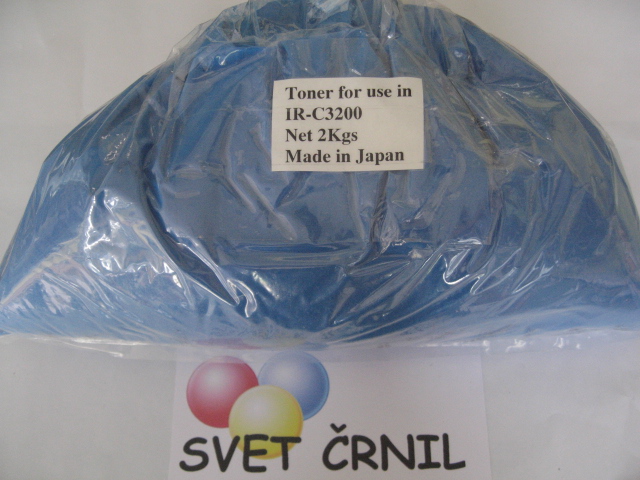 Toner for use in
IR-C3200
Net 2Kgs
Made in Japan
SVET ČRNIL